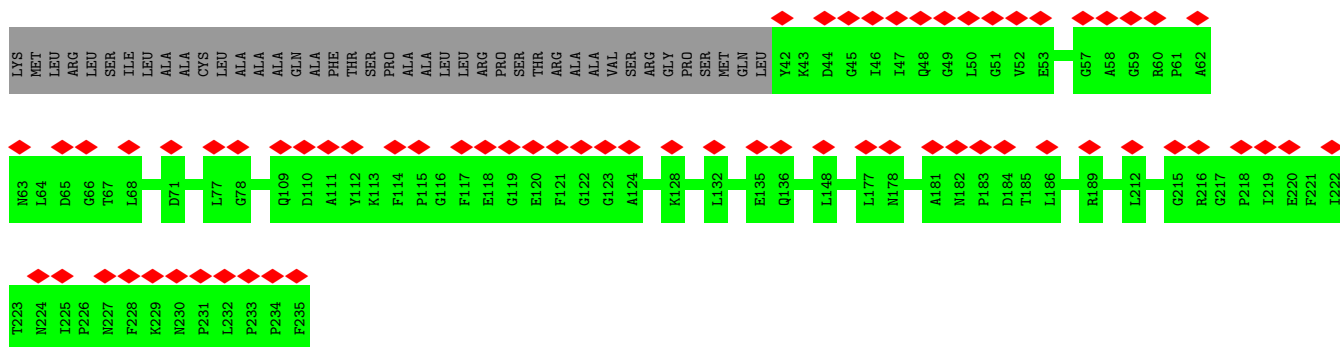 LYS MET LEU ARG LEU SER ILE LEU ALA ALA CYS LEU ALA ALA ALA GLN ALA PHE THR SER PRO ALA ALA LEU LEU ARG PRO SER THR ARG ALA ALA VAL SER ARG GLY PRO SER MET GLN LEU Y42 K43 D44 G45 I46 I47 Q48 G49 L50 G51 V52 E53 G57 A58 G59 R60 P61 A62
N63 L64 D65 G66 T67 L68 D71 L77 G78 Q109 D110 A111 Y112 K113 F114 P115 G116 F117 E118 G119 E120 F121 G122 G123 A124 K128 L132 E135 Q136 L148 L177 N178 A181 N182 P183 D184 T185 L186 R189 L212 G215 R216 G217 P218 I219 E220 F221 I222
T223 N224 I225 P226 N227 F228 K229 N230 P231 L232 P233 P234 F235